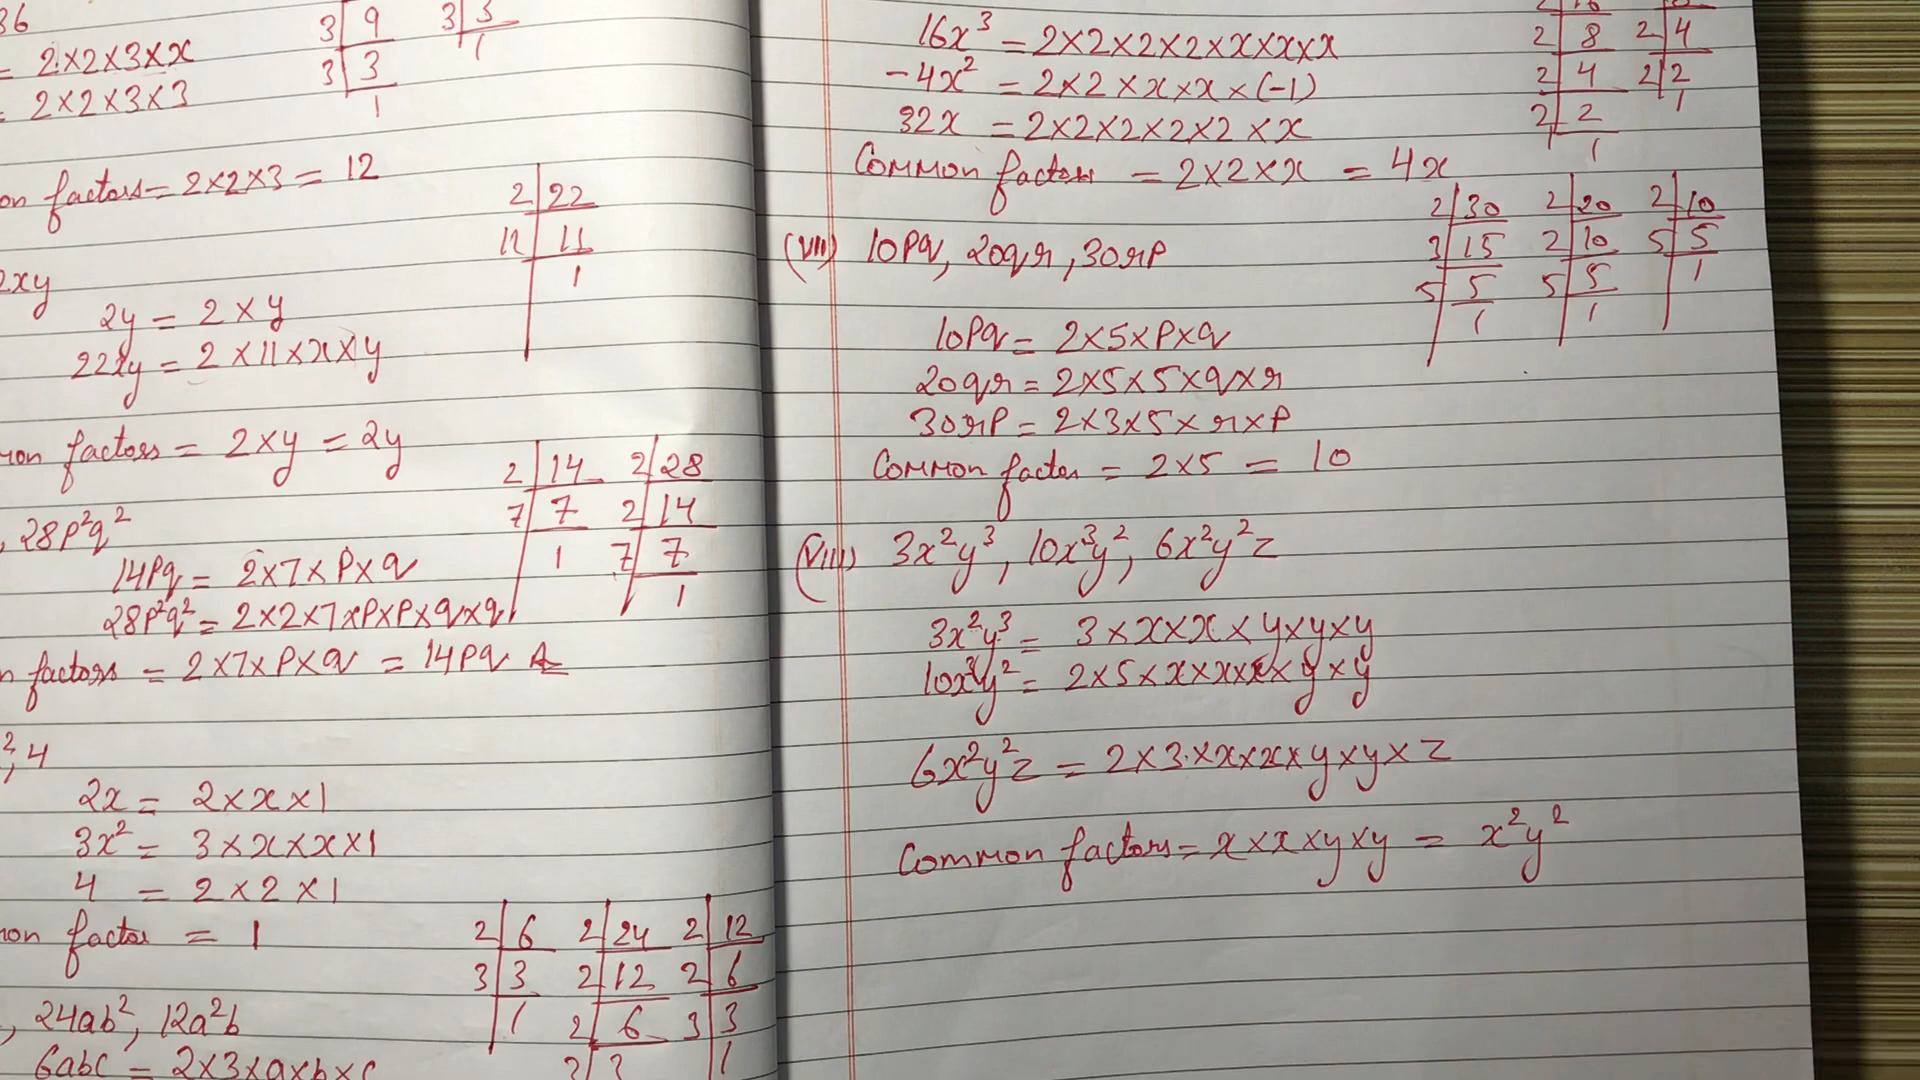 36
= 2×2×3×x
= 2×2×3×3
3 | 9
3 | 3
1
3 | 3
1
on factors = 2×2×3 = 12
2 | 22
11 | 11
1
2xy
2y = 2×y
22xy = 2×11×x×y
mon factors = 2×y = 2y
2 | 14
7 | 7
1
2 | 28
2 | 14
7 | 7
1
, 28p²q²
14pq = 2×7×p×q
28p²q² = 2×2×7×p×p×q×q
n factors = 2×7×p×q = 14pq A
², 4
2x = 2×x×1
3x² = 3×x×x×1
4 = 2×2×1
mon factor = 1
2 | 6
3 | 3
1
2 | 24
2 | 12
2 | 6
3 | 3
2 | 12
2 | 6
3 | 3
1
, 24ab², 12a²b
6abc = 2×3×a×b×c
16x³ = 2×2×2×2×x×x×x
-4x² = 2×2×x×x×(-1)
32x = 2×2×2×2×2×x
2 | 16
2 | 8
2 | 4
2 | 2
1
2 | 4
2 | 2
1
Common factors = 2×2×x = 4x
(VII) 10pq, 20qr, 30rp
2 | 30
3 | 15
5 | 5
1
2 | 20
2 | 10
5 | 5
1
2 | 10
5 | 5
1
10pq = 2×5×p×q
20qr = 2×5×5×q×r
30rp = 2×3×5×r×p
Common factor = 2×5 = 10
(VIII) 3x²y³, 10x³y², 6x²y²z
3x²y³ = 3×x×x×y×y×y
10x³y² = 2×5×x×x×x×y×y
6x²y²z = 2×3×x×x×y×y×z
Common factors = x×x×y×y = x²y²